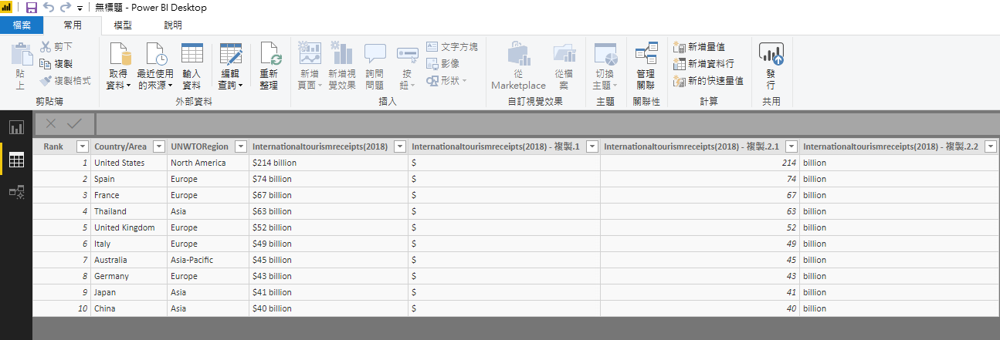 無標題 - Power BI Desktop
檔案 常用 模型 說明
貼上 剪下 複製 複製格式 剪貼簿
取得資料 最近使用的來源 輸入資料 編輯查詢 重新整理 外部資料
新增頁面 新增視覺效果 詢問問題 按鈕 文字方塊 影像 形狀 插入
從 Marketplace 從檔案 自訂視覺效果
切換主題 主題
管理關聯 關聯性
新增量值 新增資料行 新的快速量值 計算
發行 共用
Rank Country/Area UNWTORegion Internationaltourismreceipts(2018) Internationaltourismreceipts(2018) - 複製.1 Internationaltourismreceipts(2018) - 複製.2.1 Internationaltourismreceipts(2018) - 複製.2.2
1 United States North America $214 billion $ 214 billion
2 Spain Europe $74 billion $ 74 billion
3 France Europe $67 billion $ 67 billion
4 Thailand Asia $63 billion $ 63 billion
5 United Kingdom Europe $52 billion $ 52 billion
6 Italy Europe $49 billion $ 49 billion
7 Australia Asia-Pacific $45 billion $ 45 billion
8 Germany Europe $43 billion $ 43 billion
9 Japan Asia $41 billion $ 41 billion
10 China Asia $40 billion $ 40 billion